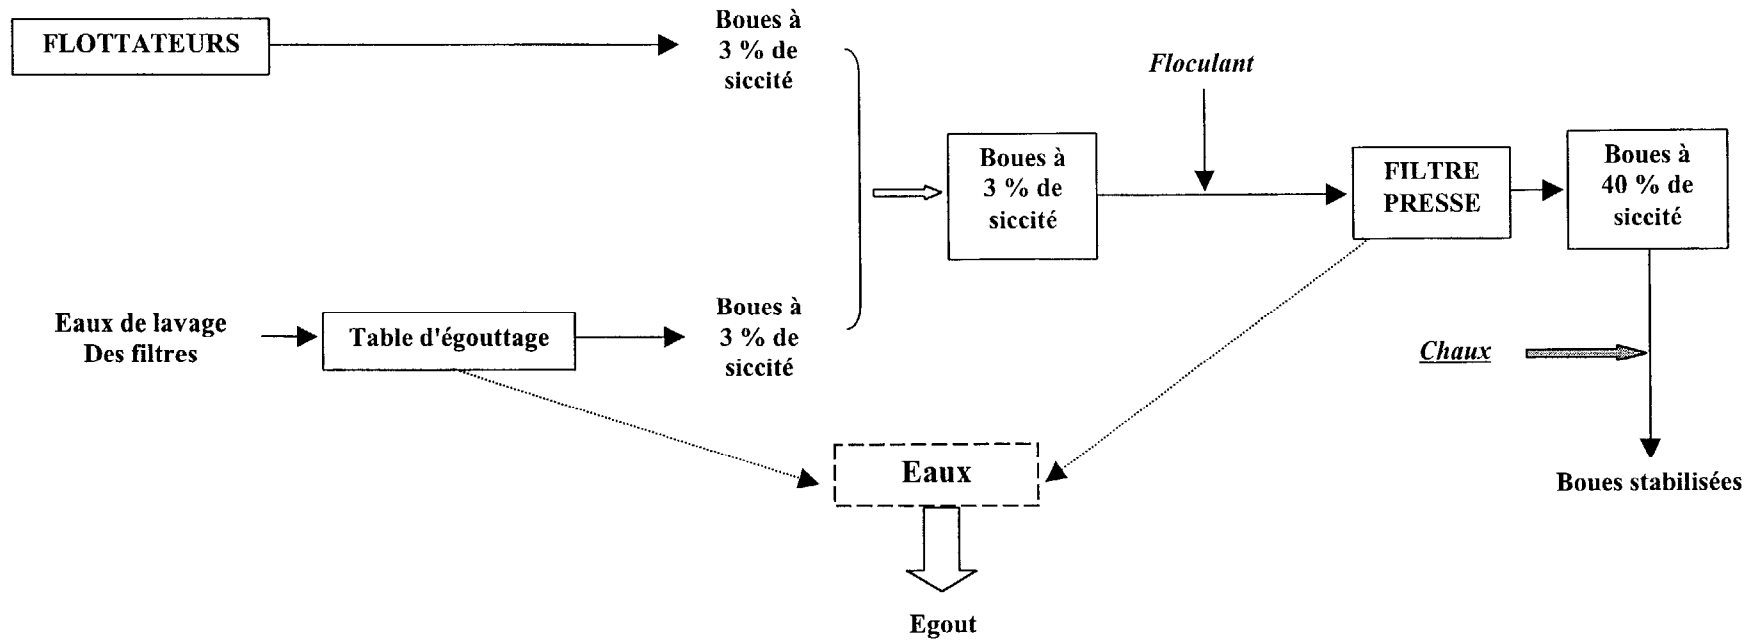 FLOTTATEURS
Boues à
3 % de
siccité
Floculant
Boues à
3 % de
siccité
FILTRE
PRESSE
Boues à
40 % de
siccité
Eaux de lavage
Des filtres
Table d'égouttage
Boues à
3 % de
siccité
Chaux
Eaux
Boues stabilisées
Egout